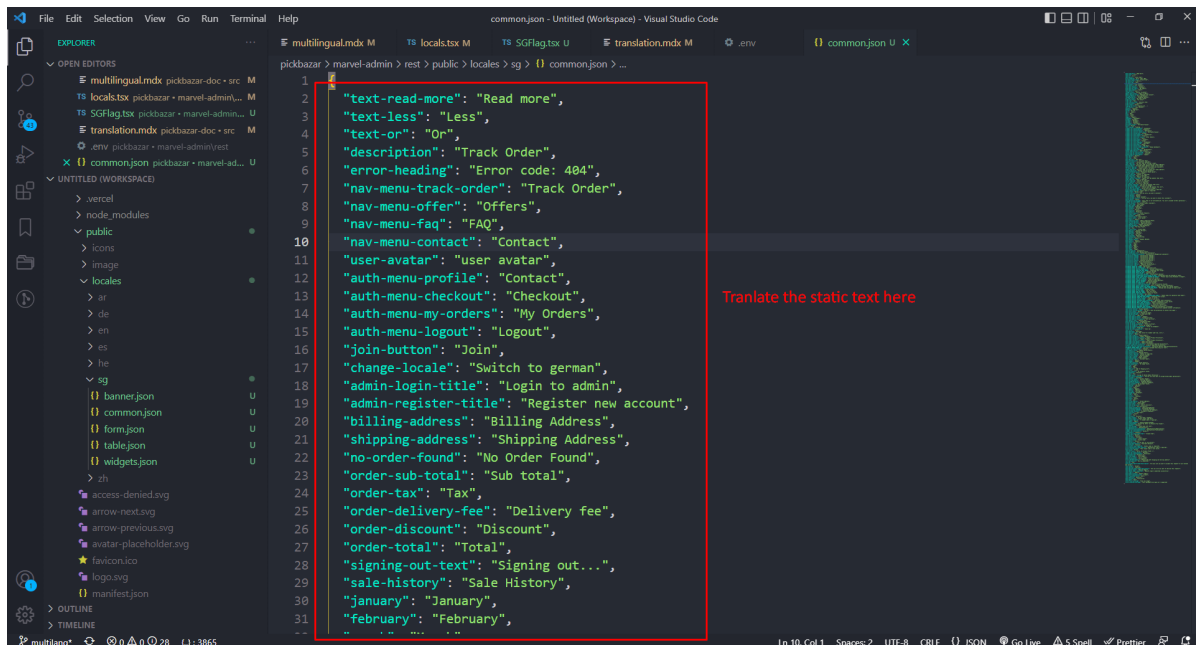 File Edit Selection View Go Run Terminal Help
common.json - Untitled (Workspace) - Visual Studio Code
EXPLORER
OPEN EDITORS
multilingual.mdx pickbazar-doc • src M
TS locals.tsx pickbazar • marvel-admin\... M
TS SGFlag.tsx pickbazar • marvel-admin... U
translation.mdx pickbazar-doc • src M
.env pickbazar • marvel-admin\rest
{} common.json pickbazar • marvel-ad... U
UNTITLED (WORKSPACE)
.vercel
node_modules
public
icons
image
locales
ar
de
en
es
he
sg
{} banner.json U
{} common.json U
{} form.json U
{} table.json U
{} widgets.json U
zh
access-denied.svg
arrow-next.svg
arrow-previous.svg
avatar-placeholder.svg
favicon.ico
logo.svg
{} manifest.json
OUTLINE
TIMELINE
43
1
multilingual.mdx M
TS locals.tsx M
TS SGFlag.tsx U
translation.mdx M
.env
{} common.json U
pickbazar > marvel-admin > rest > public > locales > sg > {} common.json > ...
1 {
2 "text-read-more": "Read more",
3 "text-less": "Less",
4 "text-or": "Or",
5 "description": "Track Order",
6 "error-heading": "Error code: 404",
7 "nav-menu-track-order": "Track Order",
8 "nav-menu-offer": "Offers",
9 "nav-menu-faq": "FAQ",
10 "nav-menu-contact": "Contact",
11 "user-avatar": "user avatar",
12 "auth-menu-profile": "Contact",
13 "auth-menu-checkout": "Checkout",
14 "auth-menu-my-orders": "My Orders",
15 "auth-menu-logout": "Logout",
16 "join-button": "Join",
17 "change-locale": "Switch to german",
18 "admin-login-title": "Login to admin",
19 "admin-register-title": "Register new account",
20 "billing-address": "Billing Address",
21 "shipping-address": "Shipping Address",
22 "no-order-found": "No Order Found",
23 "order-sub-total": "Sub total",
24 "order-tax": "Tax",
25 "order-delivery-fee": "Delivery fee",
26 "order-discount": "Discount",
27 "order-total": "Total",
28 "signing-out-text": "Signing out...",
29 "sale-history": "Sale History",
30 "january": "January",
31 "february": "February",
Tranlate the static text here
multilang* 0 0 28 {..} : 3865
Ln 10, Col 1 Spaces: 2 UTF-8 CRLF {} JSON Go Live 5 Spell Prettier